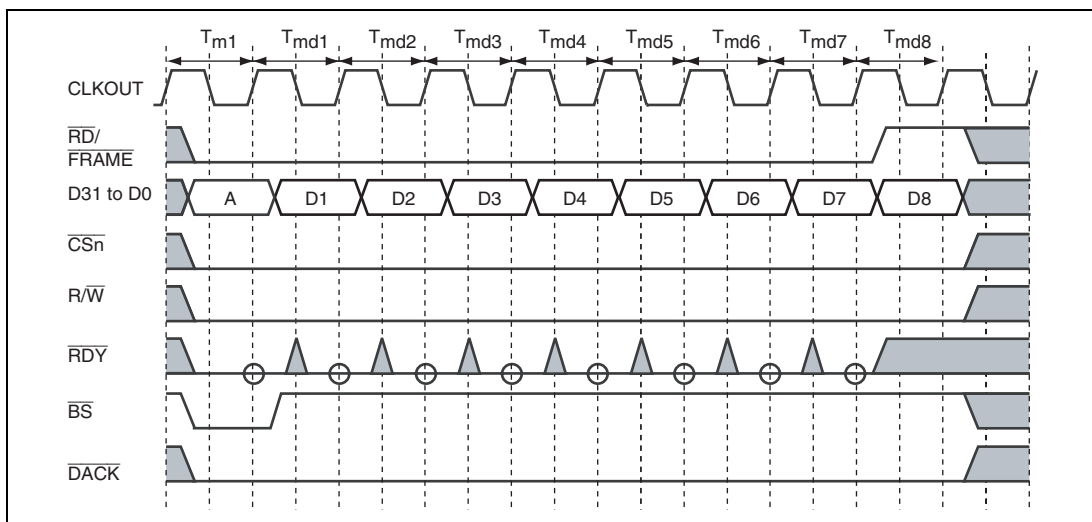 Tm1 Tmd1 Tmd2 Tmd3 Tmd4 Tmd5 Tmd6 Tmd7 Tmd8
CLKOUT
RD/
FRAME
D31 to D0 A D1 D2 D3 D4 D5 D6 D7 D8
CSn
R/W
RDY
BS
DACK